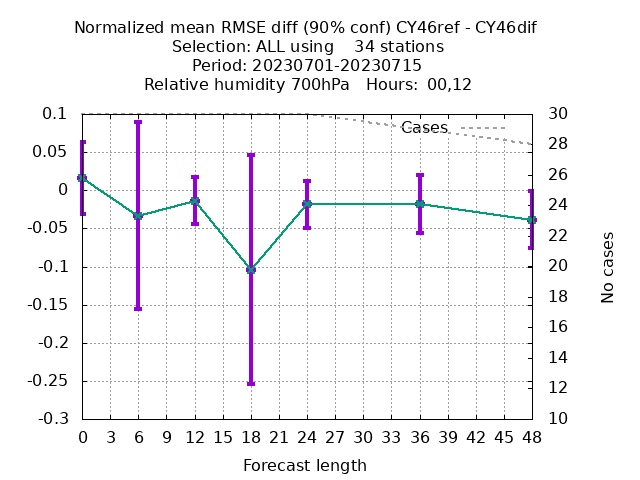 Normalized mean RMSE diff (90% conf) CY46ref - CY46dif
Selection: ALL using    34 stations
Period: 20230701-20230715
Relative humidity 700hPa   Hours:  00,12
Cases
0.1
0.05
0
-0.05
-0.1
-0.15
-0.2
-0.25
-0.3
30
28
26
24
22
20
18
16
14
12
10
No cases
0 3 6 9 12 15 18 21 24 27 30 33 36 39 42 45 48
Forecast length